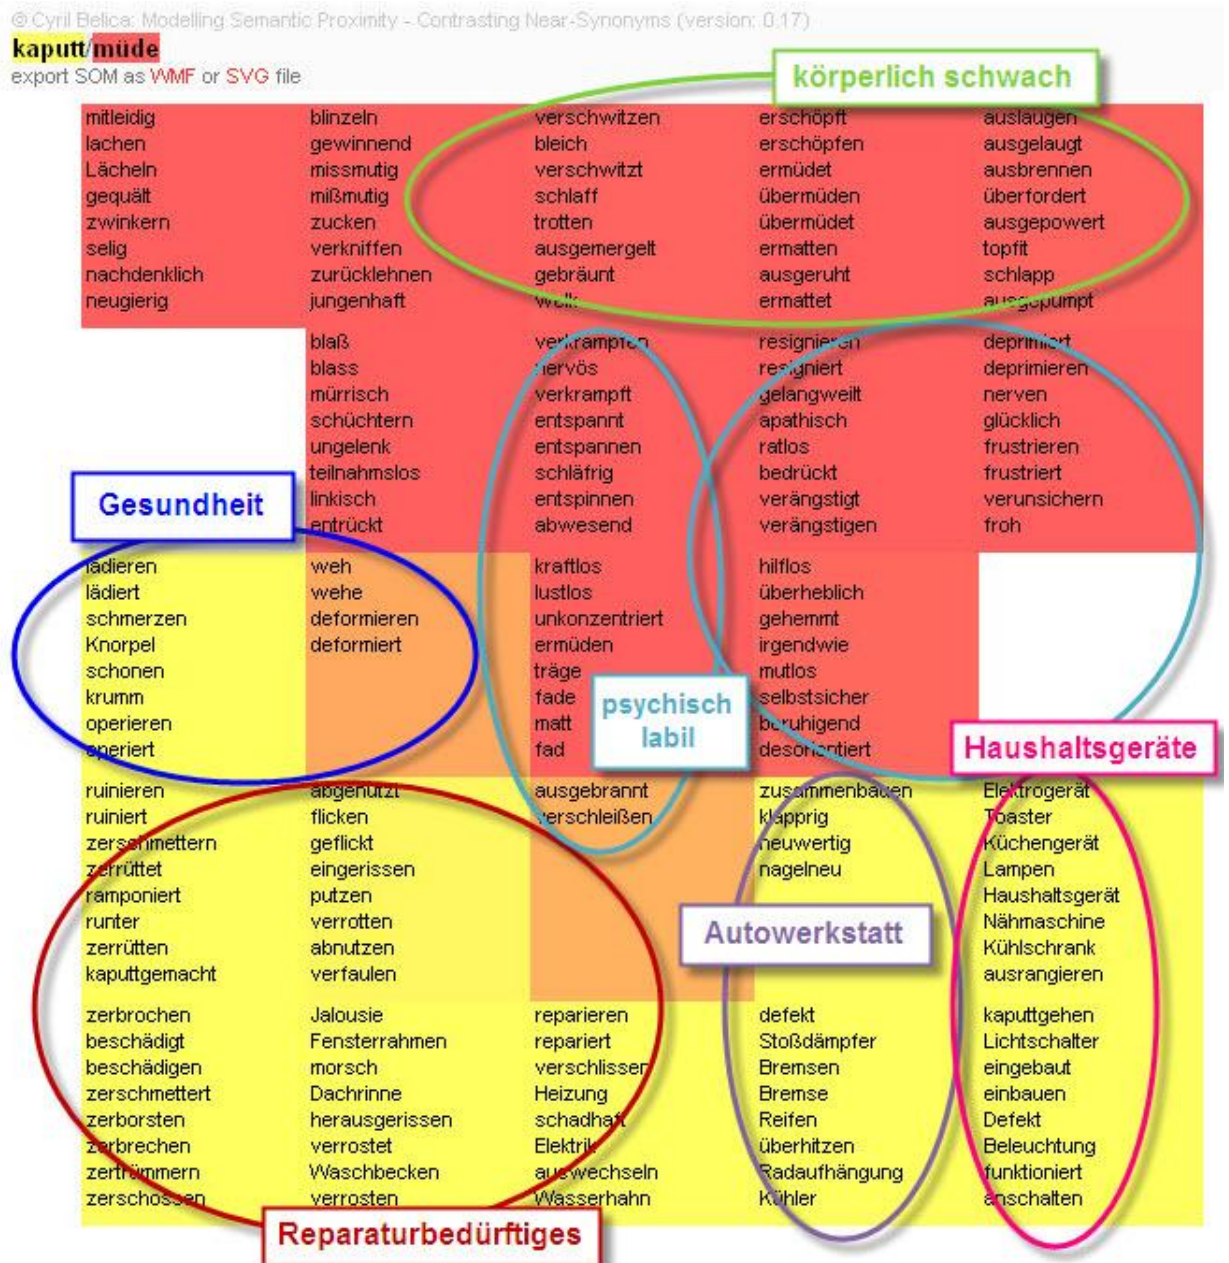 © Cyril Belica: Modelling Semantic Proximity - Contrasting Near-Synonyms (version: 0.17)
kaputt/müde
export SOM as WMF or SVG file
körperlich schwach
mitleidig blinzeln verschwitzen erschöpft auslaugen
lachen gewinnend bleich erschöpfen ausgelaugt
Lächeln missmutig verschwitzt ermüdet ausbrennen
gequält mißmutig schlaff übermüden überfordert
zwinkern zucken trotten übermüdet ausgepowert
selig verkniffen ausgemergelt ermatten topfit
nachdenklich zurücklehnen gebräunt ausgeruht schlapp
neugierig jungenhaft welk ermattet ausgepumpt
blaß verkrampfen resignieren deprimiert
blass nervös resigniert deprimieren
mürrisch verkrampft gelangweilt nerven
schüchtern entspannt apathisch glücklich
ungelenk entspannen ratlos frustrieren
teilnahmslos schläfrig bedrückt frustriert
linkisch entspinnen verängstigt verunsichern
entrückt abwesend verängstigen froh
Gesundheit
lädieren weh kraftlos hilflos
lädiert wehe lustlos überheblich
schmerzen deformieren unkonzentriert gehemmt
Knorpel deformiert ermüden irgendwie
schonen träge mutlos
krumm fade selbstsicher
operieren matt beruhigend
operiert fad desorientiert
psychisch
labil
Haushaltsgeräte
ruinieren abgenutzt ausgebrannt zusammenbauen Elektrogerät
ruiniert flicken verschleißen klapprig Toaster
zerschmettern geflickt neuwertig Küchengerät
zerrüttet eingerissen nagelneu Lampen
ramponiert putzen Haushaltsgerät
runter verrotten Nähmaschine
zerrütten abnutzen Kühlschrank
kaputtgemacht verfaulen ausrangieren
Autowerkstatt
zerbrochen Jalousie reparieren defekt kaputtgehen
beschädigt Fensterrahmen repariert Stoßdämpfer Lichtschalter
beschädigen morsch verschlissen Bremsen eingebaut
zerschmettert Dachrinne Heizung Bremse einbauen
zerborsten herausgerissen schadhaft Reifen Defekt
zerbrechen verrostet Elektrik überhitzen Beleuchtung
zertrümmern Waschbecken auswechseln Radaufhängung funktioniert
zerschossen verrosten Wasserhahn Kühler anschalten
Reparaturbedürftiges